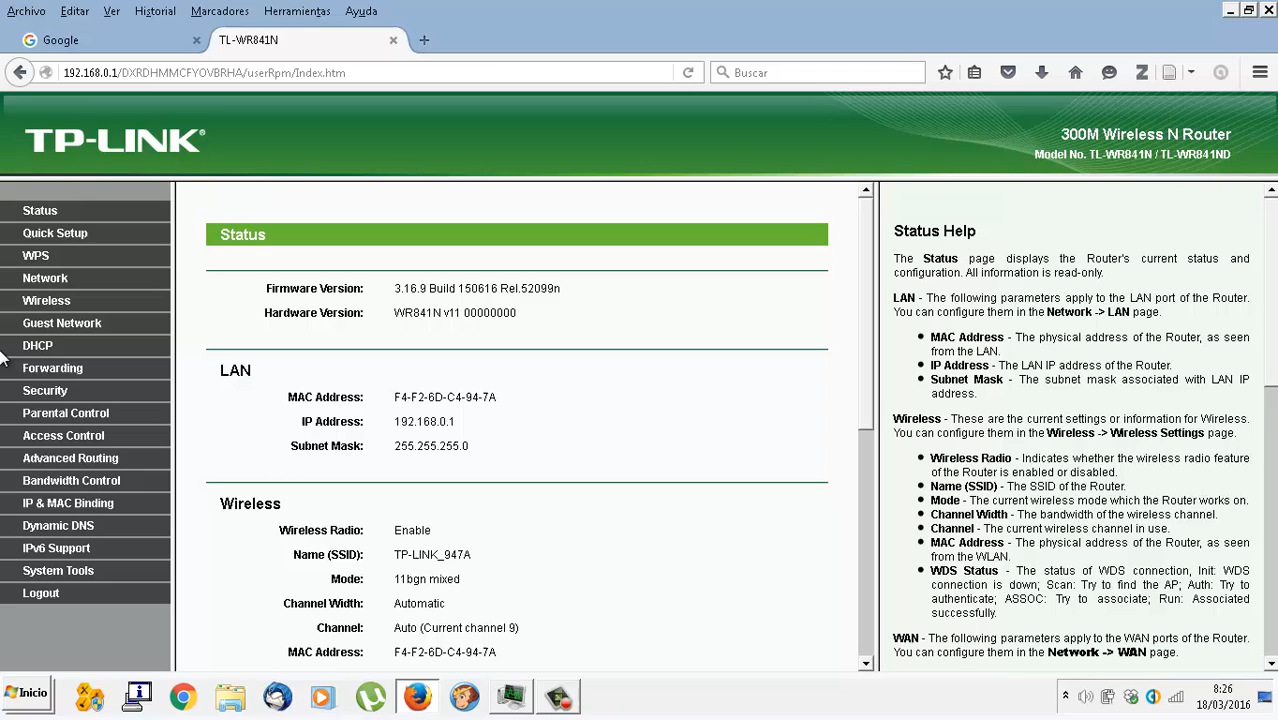 Archivo Editar Ver Historial Marcadores Herramientas Ayuda
Google
TL-WR841N
192.168.0.1/DXRDHMMCFYOVBRHA/userRpm/Index.htm
Buscar
TP-LINK®
300M Wireless N Router
Model No. TL-WR841N / TL-WR841ND
Status
Quick Setup
WPS
Network
Wireless
Guest Network
DHCP
Forwarding
Security
Parental Control
Access Control
Advanced Routing
Bandwidth Control
IP & MAC Binding
Dynamic DNS
IPv6 Support
System Tools
Logout
Status
Firmware Version: 3.16.9 Build 150616 Rel.52099n
Hardware Version: WR841N v11 00000000
LAN
MAC Address: F4-F2-6D-C4-94-7A
IP Address: 192.168.0.1
Subnet Mask: 255.255.255.0
Wireless
Wireless Radio: Enable
Name (SSID): TP-LINK_947A
Mode: 11bgn mixed
Channel Width: Automatic
Channel: Auto (Current channel 9)
MAC Address: F4-F2-6D-C4-94-7A
Status Help
The Status page displays the Router's current status and
configuration. All information is read-only.
LAN - The following parameters apply to the LAN port of the Router.
You can configure them in the Network -> LAN page.
● MAC Address - The physical address of the Router, as seen
from the LAN.
● IP Address - The LAN IP address of the Router.
● Subnet Mask - The subnet mask associated with LAN IP
address.
Wireless - These are the current settings or information for Wireless.
You can configure them in the Wireless -> Wireless Settings page.
● Wireless Radio - Indicates whether the wireless radio feature
of the Router is enabled or disabled.
● Name (SSID) - The SSID of the Router.
● Mode - The current wireless mode which the Router works on.
● Channel Width - The bandwidth of the wireless channel.
● Channel - The current wireless channel in use.
● MAC Address - The physical address of the Router, as seen
from the WLAN.
● WDS Status - The status of WDS connection, Init: WDS
connection is down; Scan: Try to find the AP; Auth: Try to
authenticate; ASSOC: Try to associate; Run: Associated
successfully.
WAN - The following parameters apply to the WAN ports of the Router.
You can configure them in the Network -> WAN page.
Inicio
8:26
18/03/2016